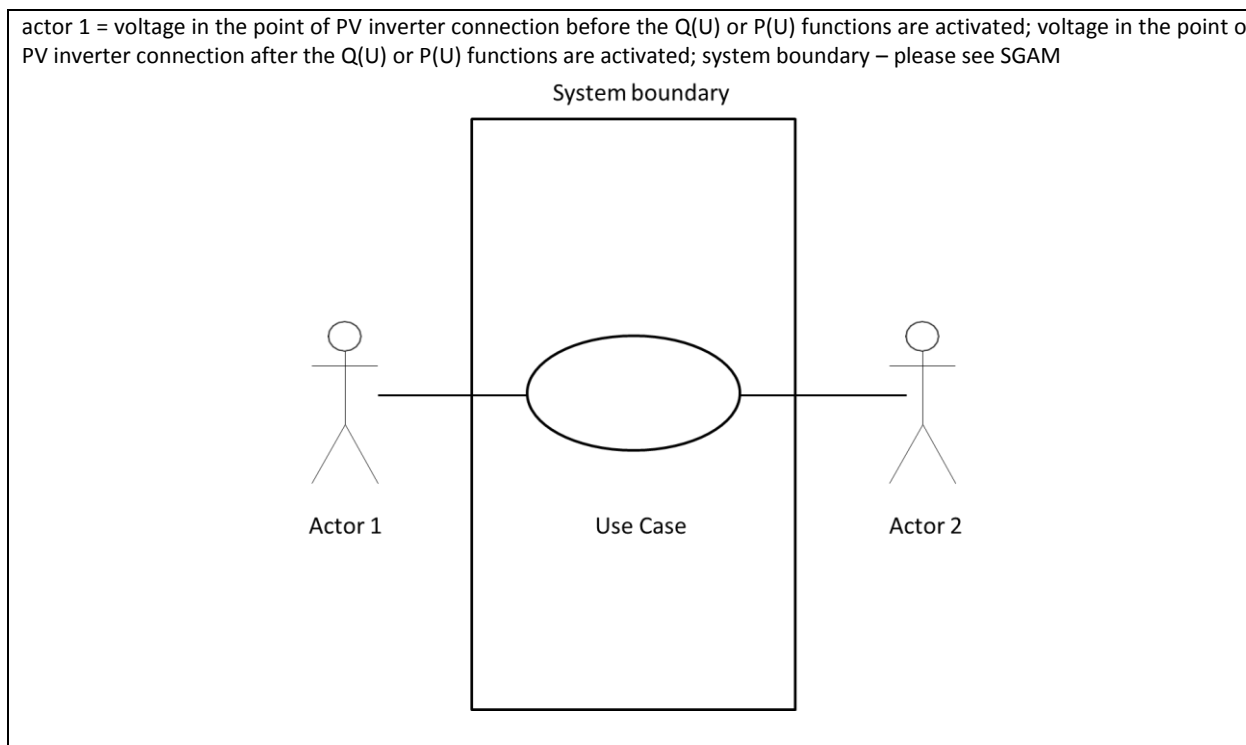 actor 1 = voltage in the point of PV inverter connection before the Q(U) or P(U) functions are activated; voltage in the point o
PV inverter connection after the Q(U) or P(U) functions are activated; system boundary – please see SGAM
System boundary
Actor 1
Use Case
Actor 2